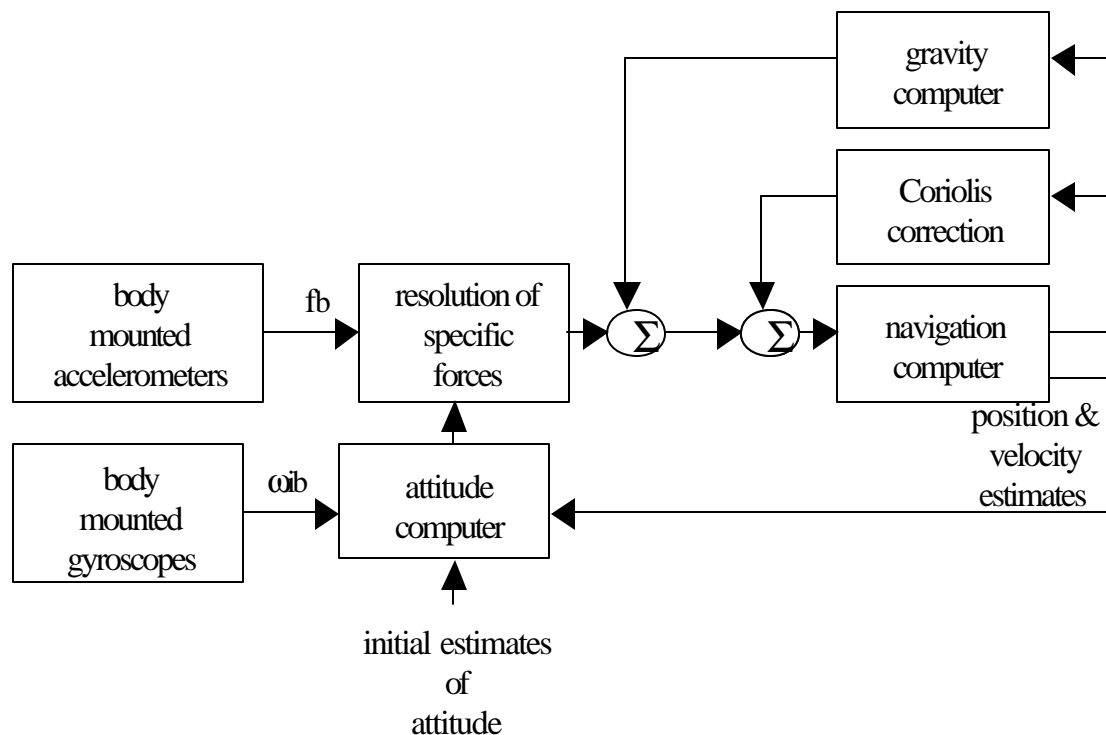 gravity
computer
Coriolis
correction
body
mounted
accelerometers
fb
resolution of
specific
forces
Σ
Σ
navigation
computer
position &
velocity
estimates
body
mounted
gyroscopes
ωib
attitude
computer
initial estimates
of
attitude